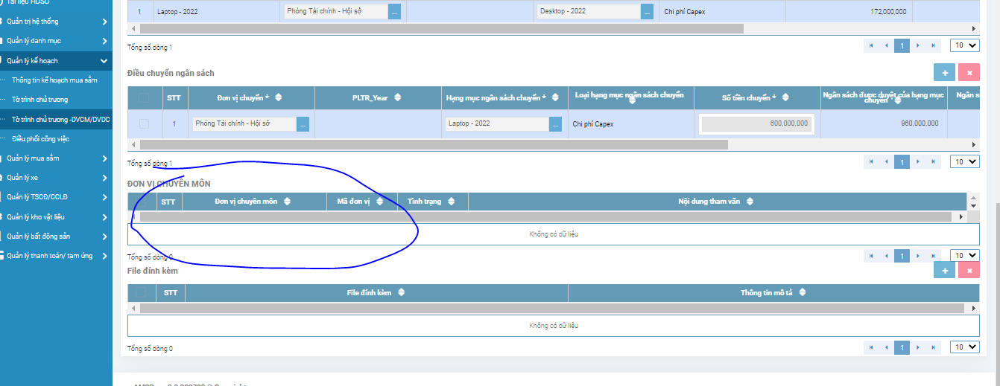 Tài liệu HDSD
Quản trị hệ thống
Quản lý danh mục
Quản lý kế hoạch
Thông tin kế hoạch mua sắm
Tờ trình chủ trương
Tờ trình chủ trương -DVCM/DVDC
Điều phối công việc
Quản lý mua sắm
Quản lý xe
Quản lý TSCĐ/CCLĐ
Quản lý kho vật liệu
Quản lý bất động sản
Quản lý thanh toán/ tạm ứng
1 Laptop - 2022 Phòng Tài chính - Hội sở ... Desktop - 2022 ... Chi phí Capex 172,000,000
Tổng số dòng 1 1 10
Điều chuyển ngân sách
STT Đơn vị chuyển * PLTR_Year Hạng mục ngân sách chuyển * Loại hạng mục ngân sách chuyển Số tiền chuyển * Ngân sách được duyệt của hạng mục chuyển Ngân s
1 Phòng Tài chính - Hội sở ... Laptop - 2022 ... Chi phí Capex 600,000,000 960,000,000
Tổng số dòng 1 1 10
ĐƠN VỊ CHUYÊN MÔN
STT Đơn vị chuyên môn Mã đơn vị Tình trạng Nội dung tham vấn
Không có dữ liệu
Tổng số dòng 0 1 10
File đính kèm
STT File đính kèm Thông tin mô tả
Không có dữ liệu
Tổng số dòng 0 1 10